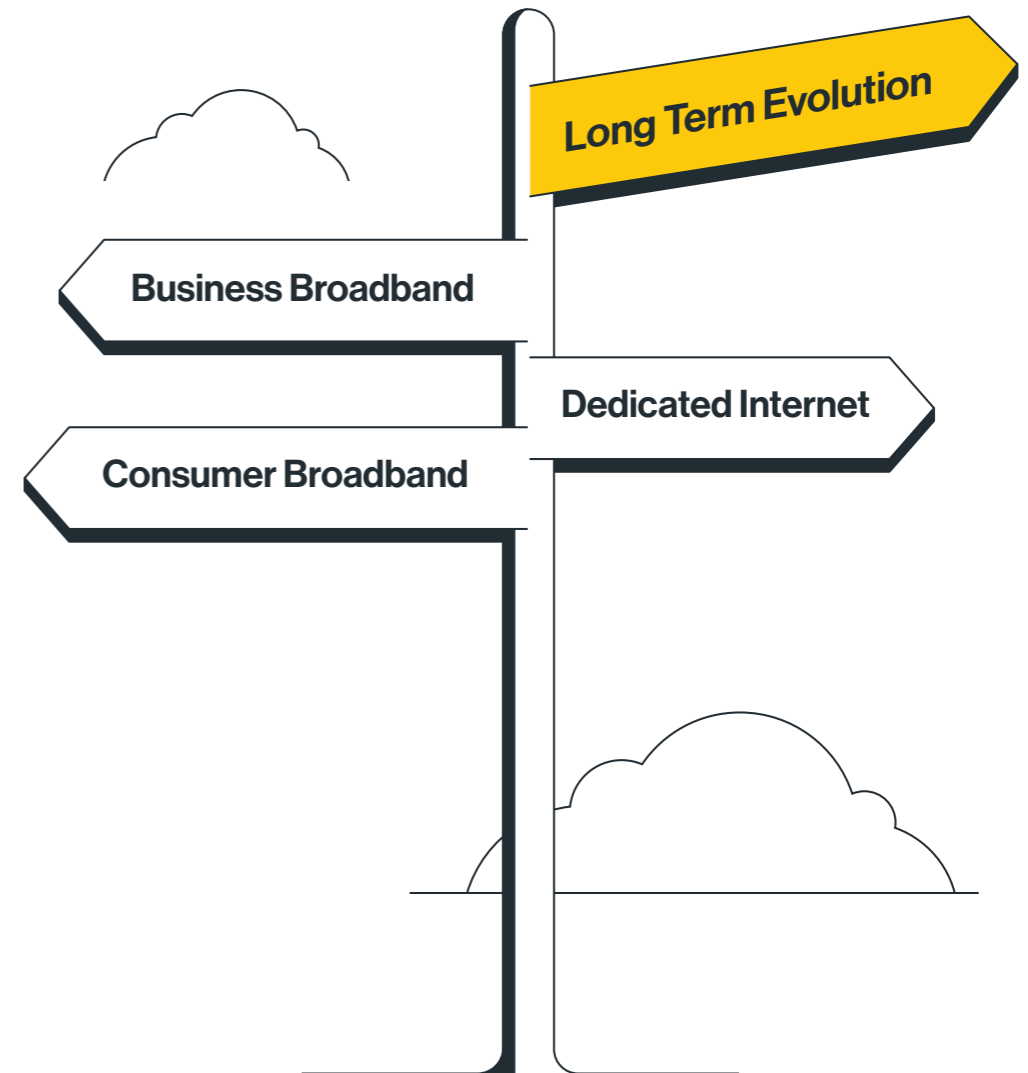 Long Term Evolution
Business Broadband
Dedicated Internet
Consumer Broadband